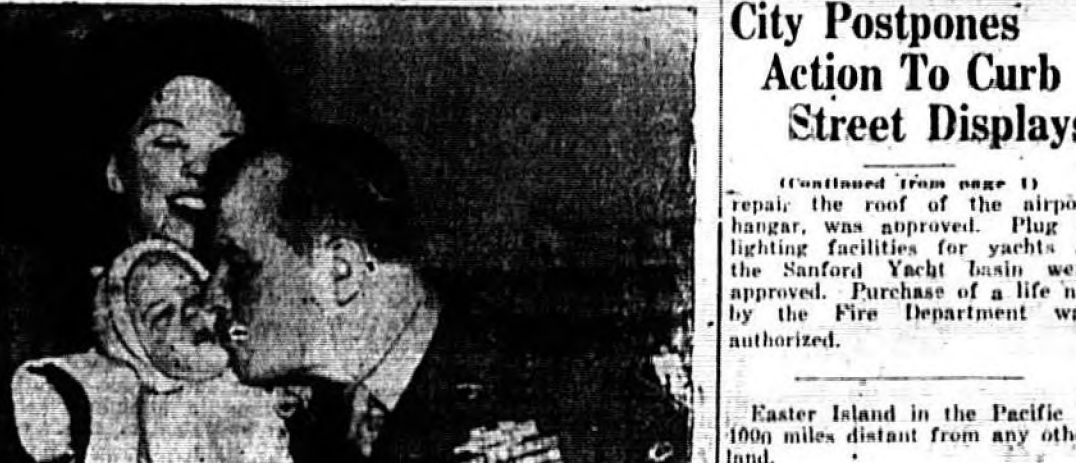 City Postpones
Action To Curb
Street Displays
(Continued from page 1)
repair the roof of the airpo
hangar, was approved. Plug
lighting facilities for yachts
the Sanford Yacht basin we
approved. Purchase of a life n
by the Fire Department wa
authorized.
Easter Island in the Pacific
1000 miles distant from any oth
land.